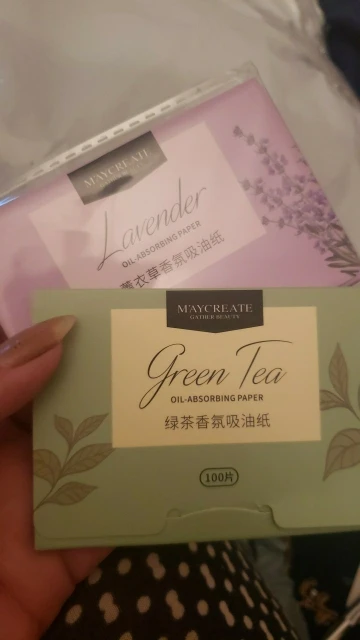 MAYCREATE
Lavender
OIL-ABSORBING PAPER
薰衣草香氛吸油纸
M'AYCREATE
GATHER BEAUTY
Green Tea
OIL-ABSORBING PAPER
绿茶香氛吸油纸
100片